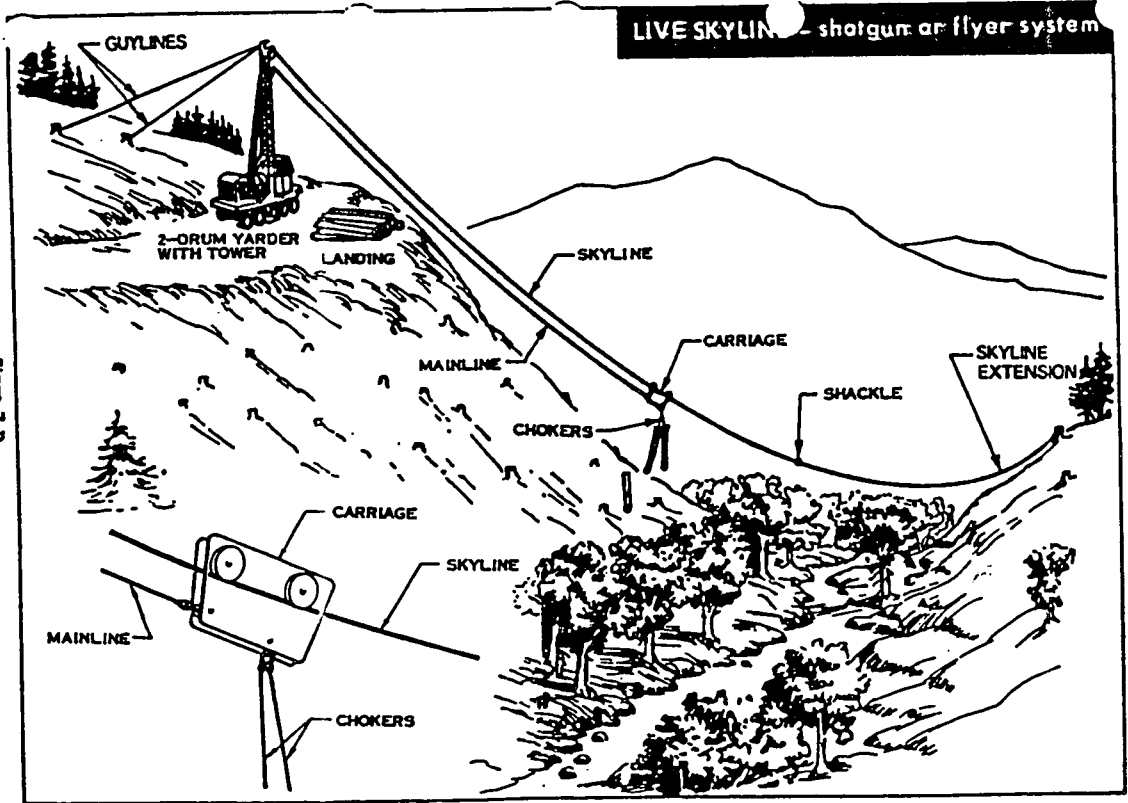 LIVE SKYLIN - shotgun or flyer system
GUYLINES
2-DRUM YARDER
WITH TOWER
LANDING
SKYLINE
MAINLINE
CARRIAGE
SKYLINE
EXTENSION
SHACKLE
CHOKERS
CARRIAGE
SKYLINE
MAINLINE
CHOKERS